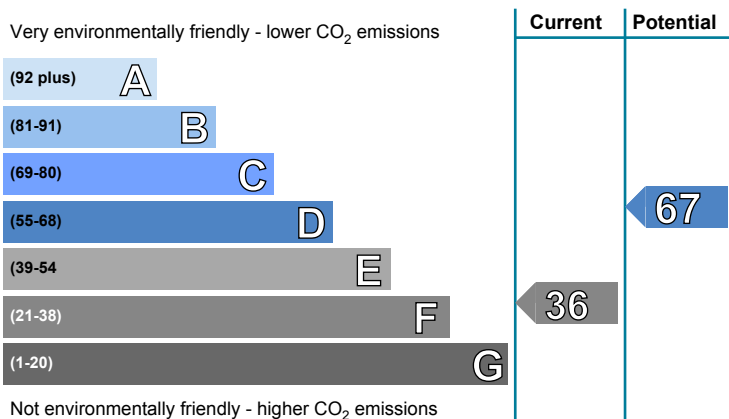 Current Potential
Very environmentally friendly - lower CO2 emissions
(92 plus) A
(81-91) B
(69-80) C
(55-68) D
67
(39-54 E
(21-38) F
36
(1-20) G
Not environmentally friendly - higher CO2 emissions